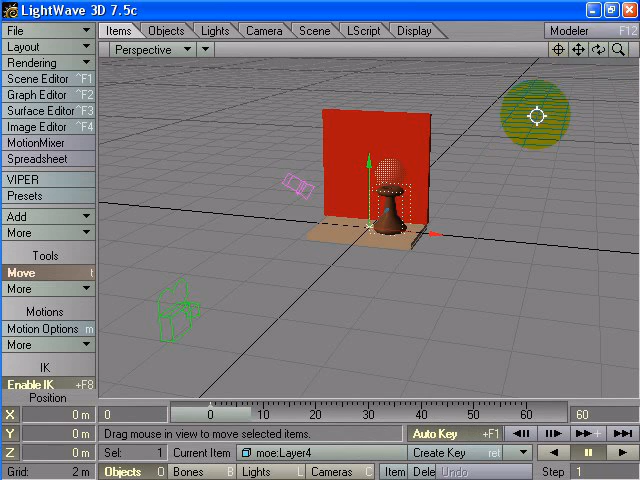 LightWave 3D 7.5c
File
Items Objects Lights Camera Scene LScript Display Modeler F12
Layout
Perspective
Rendering
Scene Editor ^F1
Graph Editor ^F2
Surface Editor ^F3
Image Editor ^F4
MotionMixer
Spreadsheet
VIPER
Presets
Add
More
Tools
Move t
More
Motions
Motion Options m
More
IK
Enable IK +F8
Position
X 0 m 0 0 10 20 30 40 50 60 60
Y 0 m Drag mouse in view to move selected items. Auto Key +F1
Z 0 m Sel: 1 Current Item moe:Layer4 Create Key ret
Grid: 2 m Objects O Bones B Lights L Cameras C Item Dele Undo Step 1